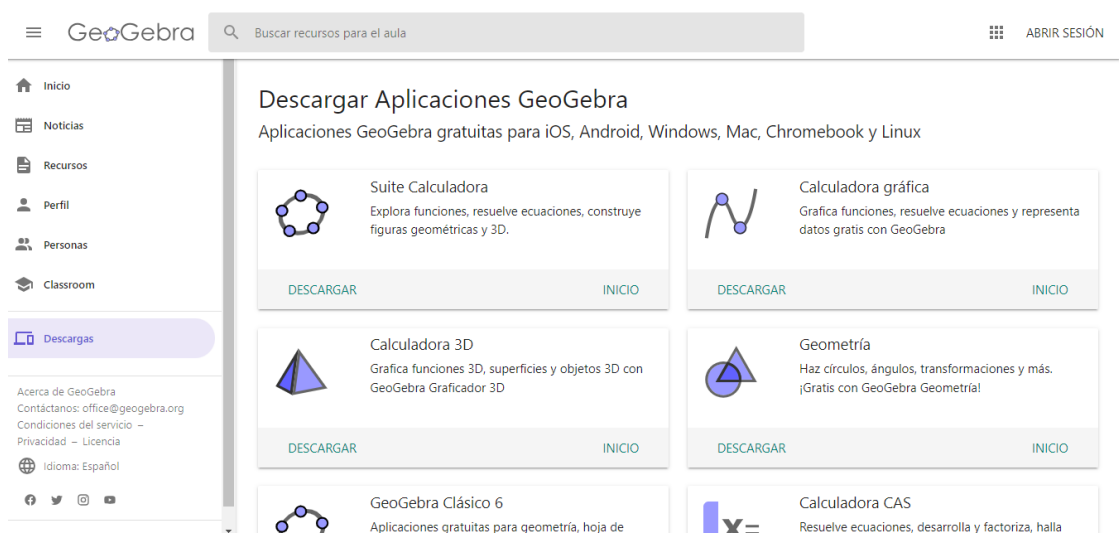 GeoGebra
Buscar recursos para el aula
ABRIR SESIÓN
Inicio
Noticias
Recursos
Perfil
Personas
Classroom
Descargas
Acerca de GeoGebra
Contáctanos: office@geogebra.org
Condiciones del servicio –
Privacidad – Licencia
Idioma: Español
Descargar Aplicaciones GeoGebra
Aplicaciones GeoGebra gratuitas para iOS, Android, Windows, Mac, Chromebook y Linux
Suite Calculadora
Explora funciones, resuelve ecuaciones, construye
figuras geométricas y 3D.
DESCARGAR
INICIO
Calculadora gráfica
Grafica funciones, resuelve ecuaciones y representa
datos gratis con GeoGebra
DESCARGAR
INICIO
Calculadora 3D
Grafica funciones 3D, superficies y objetos 3D con
GeoGebra Graficador 3D
DESCARGAR
INICIO
Geometría
Haz círculos, ángulos, transformaciones y más.
¡Gratis con GeoGebra Geometría!
DESCARGAR
INICIO
GeoGebra Clásico 6
Aplicaciones gratuitas para geometría, hoja de
X=
Calculadora CAS
Resuelve ecuaciones, desarrolla y factoriza, halla